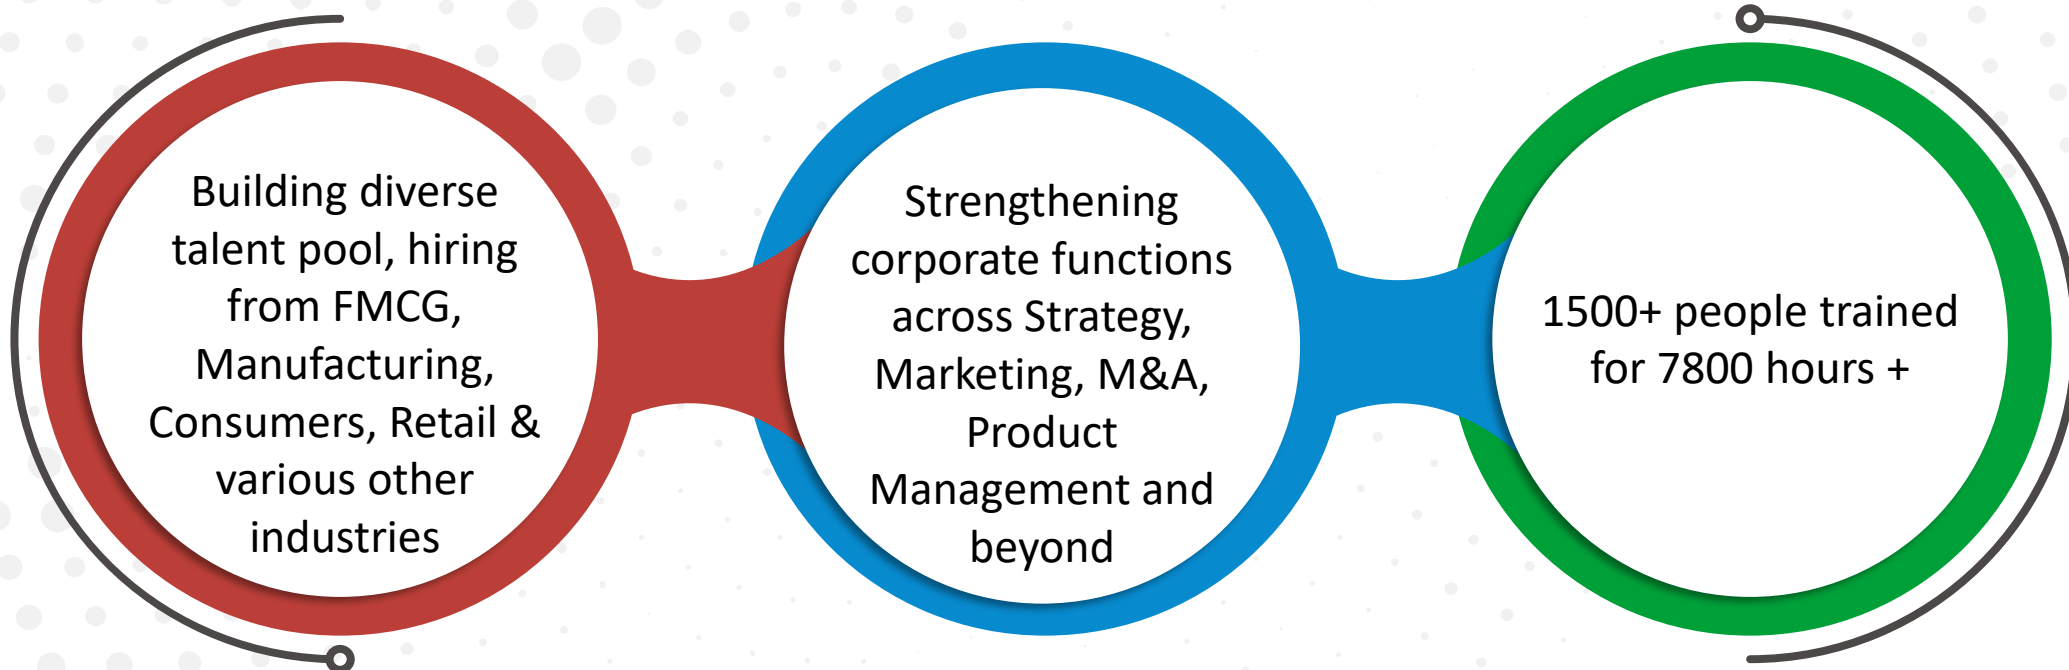 Building diverse
talent pool, hiring
from FMCG,
Manufacturing,
Consumers, Retail &
various other
industries
Strengthening
corporate functions
across Strategy,
Marketing, M&A,
Product
Management and
beyond
1500+ people trained
for 7800 hours +